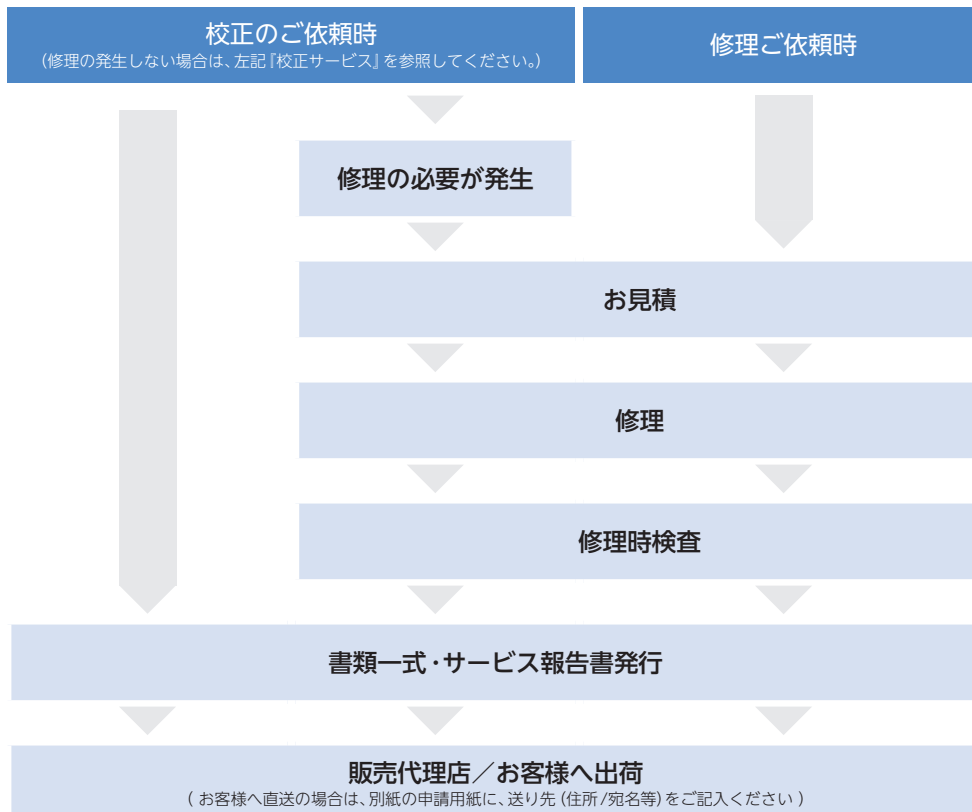 校正のご依頼時
(修理の発生しない場合は、左記『校正サービス』を参照してください。)
修理ご依頼時
修理の必要が発生
お見積
修理
修理時検査
書類一式・サービス報告書発行
販売代理店／お客様へ出荷
( お客様へ直送の場合は、別紙の申請用紙に、送り先 (住所/宛名等) をご記入ください )